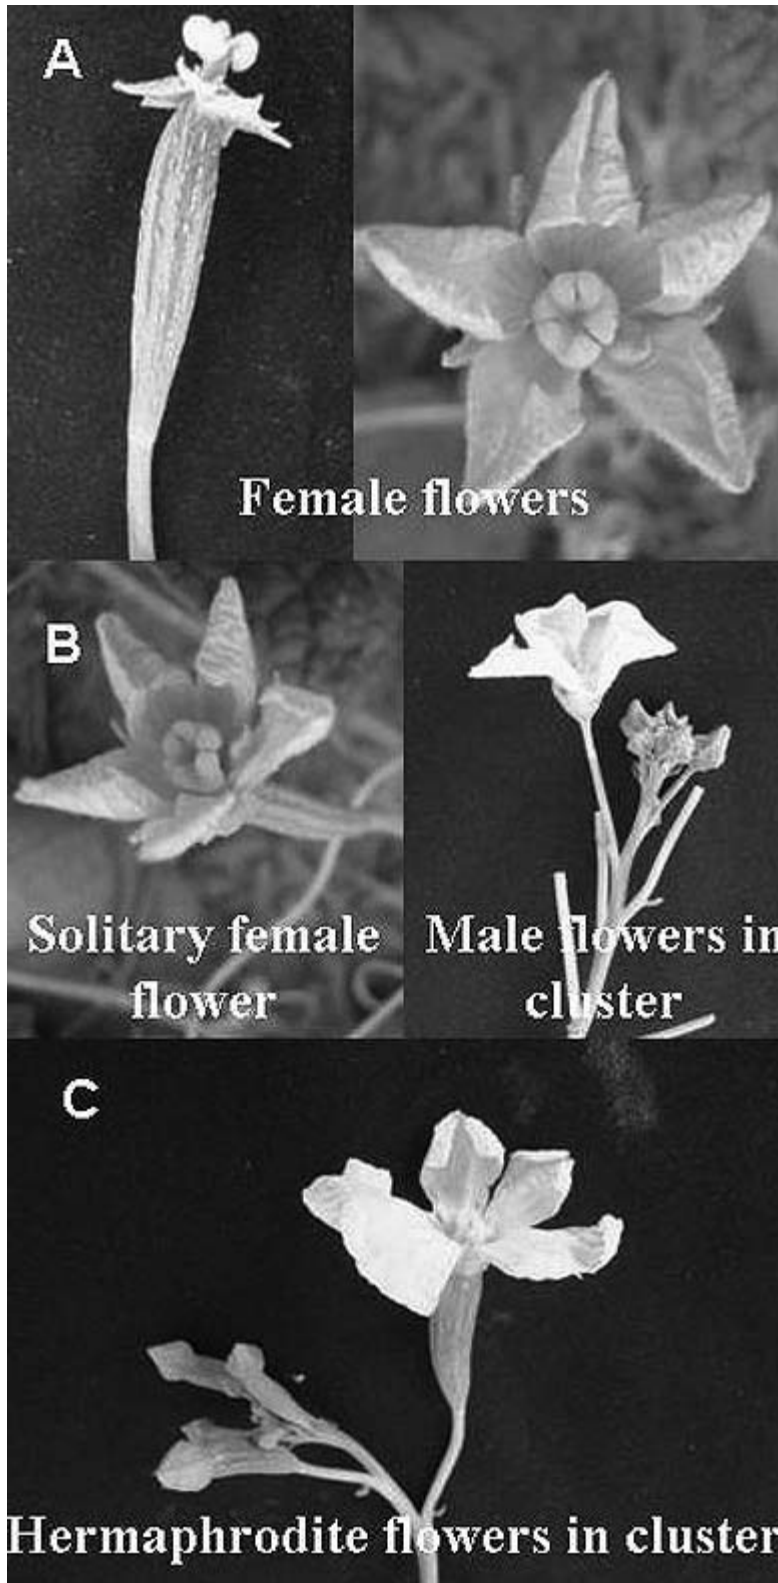 A
Female flowers
B
Solitary female
flower
Male flowers in
cluster
C
Hermaphrodite flowers in cluster